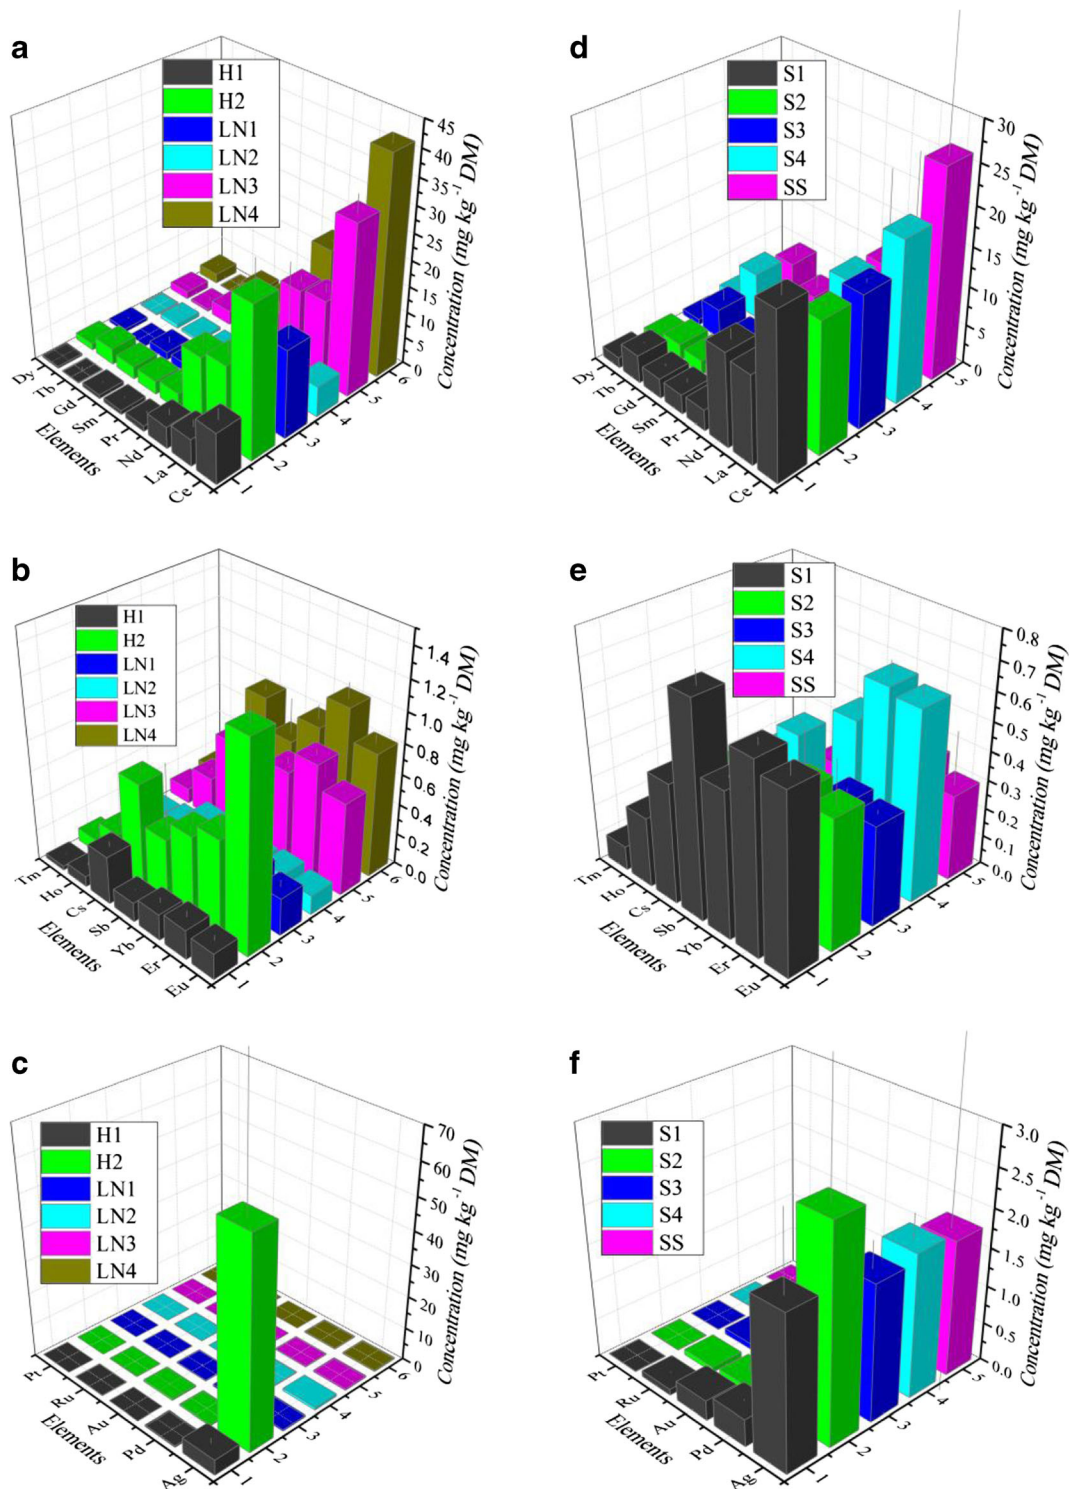 a
H1
H2
LN1
LN2
LN3
LN4
45
40
35
30
25
20
15
10
5
0
Concentration (mg kg⁻¹ DM)
Dy
Tb
Gd
Sm
Pr
Nd
La
Ce
Elements
1
2
3
4
5
6
d
S1
S2
S3
S4
SS
30
25
20
15
10
5
0
Concentration (mg kg⁻¹ DM)
Dy
Tb
Gd
Sm
Pr
Nd
La
Ce
Elements
1
2
3
4
5
b
H1
H2
LN1
LN2
LN3
LN4
1.4
1.2
1.0
0.8
0.6
0.4
0.2
0.0
Concentration (mg kg⁻¹ DM)
Tm
Ho
Cs
Sb
Yb
Er
Eu
Elements
1
2
3
4
5
6
e
S1
S2
S3
S4
SS
0.8
0.7
0.6
0.5
0.4
0.3
0.2
0.1
0.0
Concentration (mg kg⁻¹ DM)
Tm
Ho
Cs
Sb
Yb
Er
Eu
Elements
1
2
3
4
5
c
H1
H2
LN1
LN2
LN3
LN4
70
60
50
40
30
20
10
0
Concentration (mg kg⁻¹ DM)
Pt
Ru
Au
Pd
Ag
Elements
1
2
3
4
5
6
f
S1
S2
S3
S4
SS
3.0
2.5
2.0
1.5
1.0
0.5
0.0
Concentration (mg kg⁻¹ DM)
Pt
Ru
Au
Pd
Ag
Elements
1
2
3
4
5